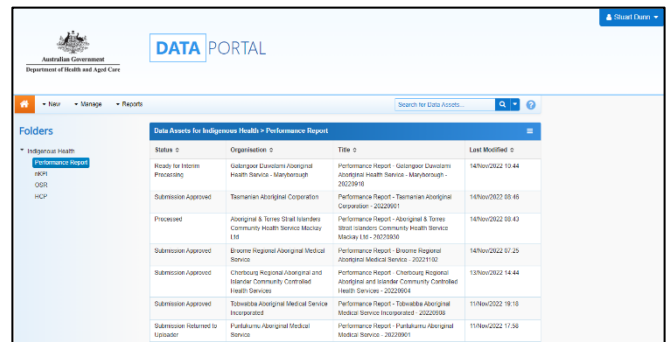 Stuart Dunn
Australian Government
Department of Health and Aged Care
DATA PORTAL
New Manage Reports
Search for Data Assets...
Folders
Indigenous Health
Performance Report
nKPI
OSR
HCP
Data Assets for Indigenous Health > Performance Report
Status Organisation Title Last Modified
Ready for Interim Galangoor Duwalami Aboriginal Performance Report - Galangoor Duwalami 14/Nov/2022 10:44
Processing Health Service - Maryborough Aboriginal Health Service - Maryborough -
20220918
Submission Approved Tasmanian Aboriginal Corporation Performance Report - Tasmanian Aboriginal 14/Nov/2022 08:46
Corporation - 20220901
Processed Aboriginal & Torres Strait Islanders Performance Report - Aboriginal & Torres 14/Nov/2022 08:43
Community Health Service Mackay Strait Islanders Community Health Service
Ltd Mackay Ltd - 20220930
Submission Approved Broome Regional Aboriginal Medical Performance Report - Broome Regional 14/Nov/2022 07:25
Service Aboriginal Medical Service - 20221102
Submission Approved Cherbourg Regional Aboriginal and Performance Report - Cherbourg Regional 13/Nov/2022 14:44
Islander Community Controlled Aboriginal and Islander Community Controlled
Health Services Health Services - 20220904
Submission Approved Tobwabba Aboriginal Medical Service Performance Report - Tobwabba Aboriginal 11/Nov/2022 19:18
Incorporated Medical Service Incorporated - 20220908
Submission Returned to Puntukurnu Aboriginal Medical Performance Report - Puntukurnu Aboriginal 11/Nov/2022 17:58
Uploader Service Medical Service - 20220901